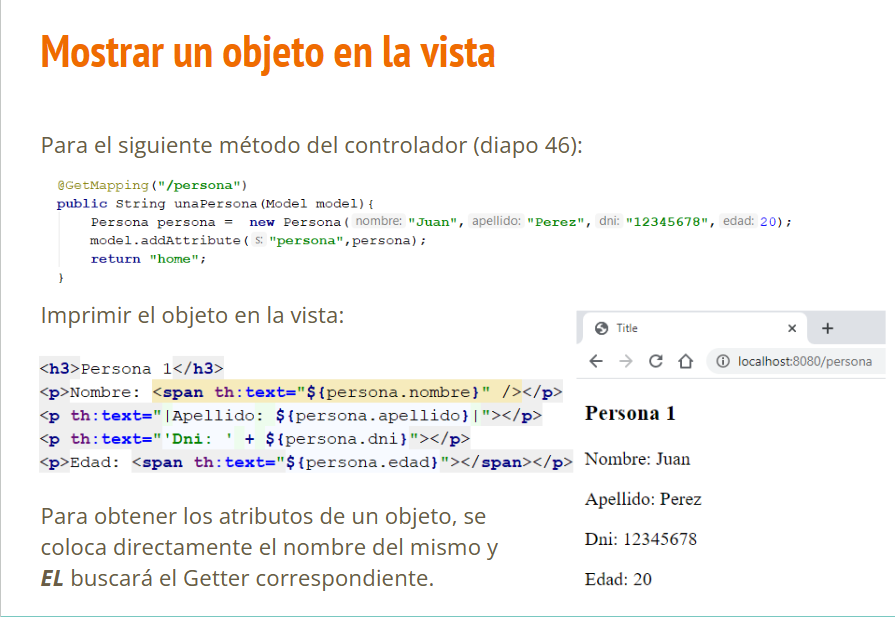 Mostrar un objeto en la vista
Para el siguiente método del controlador (diapo 46):
@GetMapping("/persona")
public String unaPersona(Model model){
Persona persona = new Persona( nombre: "Juan", apellido: "Perez", dni: "12345678", edad: 20);
model.addAttribute( s: "persona",persona);
return "home";
}
Imprimir el objeto en la vista:
<h3>Persona 1</h3>
<p>Nombre: <span th:text="${persona.nombre}" /></p>
<p th:text="|Apellido: ${persona.apellido}|"></p>
<p th:text="'Dni: ' + ${persona.dni}"></p>
<p>Edad: <span th:text="${persona.edad}"></span></p>
Para obtener los atributos de un objeto, se
coloca directamente el nombre del mismo y
EL buscará el Getter correspondiente.
Title
localhost:8080/persona
Persona 1
Nombre: Juan
Apellido: Perez
Dni: 12345678
Edad: 20